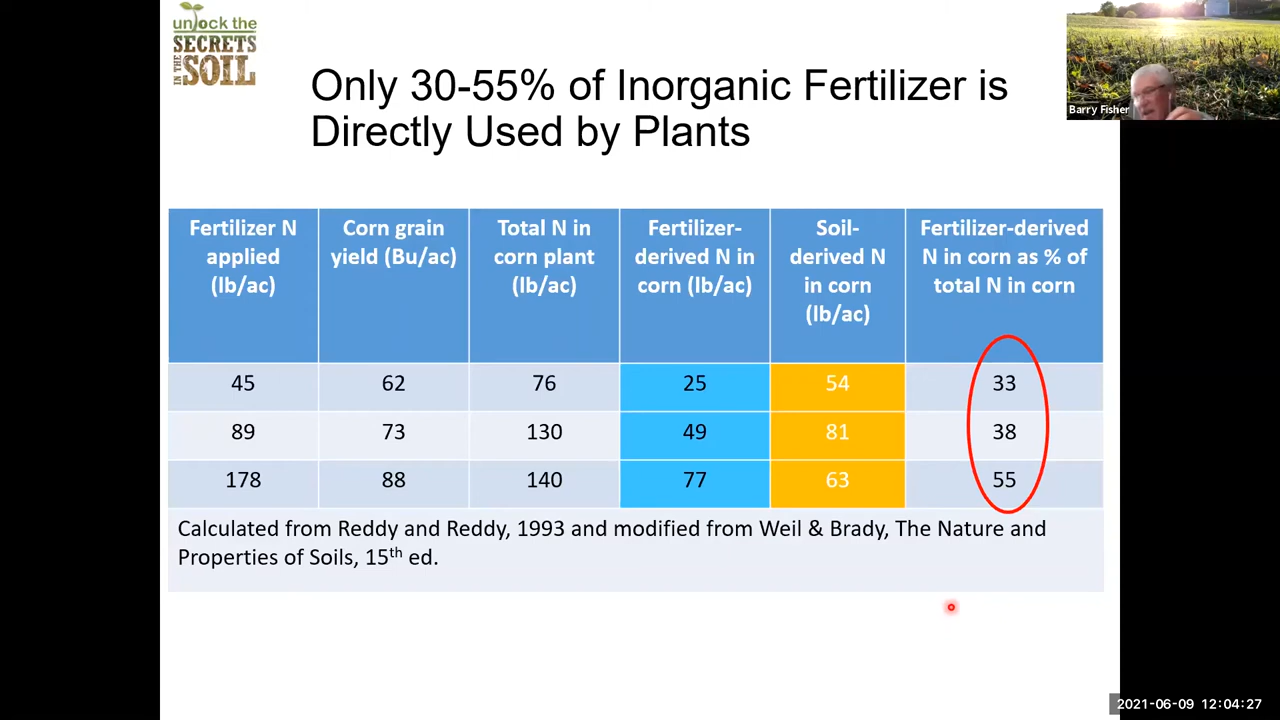 unlock the
SECRETS
IN THE
SOIL
Only 30-55% of Inorganic Fertilizer is
Directly Used by Plants
Barry Fisher
Fertilizer N
applied
(lb/ac)
Corn grain
yield (Bu/ac)
Total N in
corn plant
(lb/ac)
Fertilizer-
derived N in
corn (lb/ac)
Soil-
derived N
in corn
(lb/ac)
Fertilizer-derived
N in corn as % of
total N in corn
45 62 76 25 54 33
89 73 130 49 81 38
178 88 140 77 63 55
Calculated from Reddy and Reddy, 1993 and modified from Weil & Brady, The Nature and
Properties of Soils, 15th ed.
2021-06-09 12:04:27